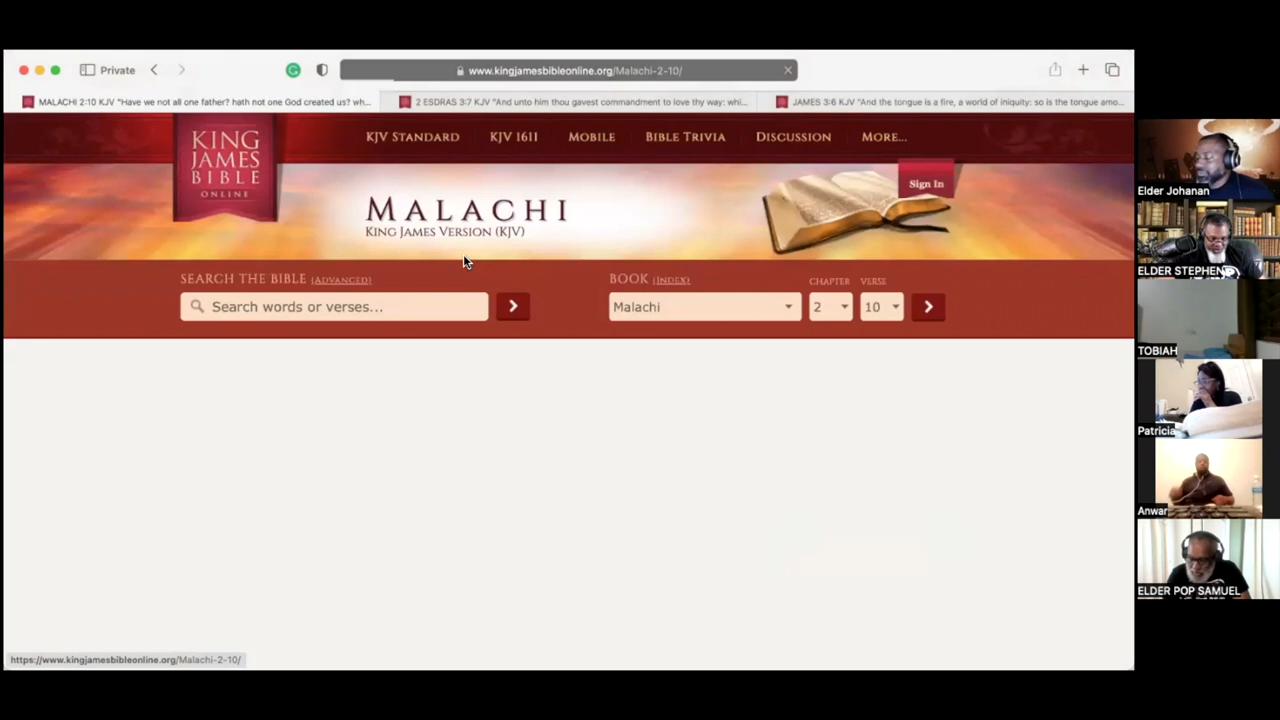 Private
www.kingjamesbibleonline.org/Malachi-2-10/
MALACHI 2:10 KJV "Have we not all one father? hath not one God created us? wh...
2 ESDRAS 3:7 KJV "And unto him thou gavest commandment to love thy way: whi...
JAMES 3:6 KJV "And the tongue is a fire, a world of iniquity: so is the tongue amo...
KING
JAMES
BIBLE
ONLINE
KJV STANDARD
KJV 1611
MOBILE
BIBLE TRIVIA
DISCUSSION
MORE...
Sign In
MALACHI
KING JAMES VERSION (KJV)
SEARCH THE BIBLE (ADVANCED)
Search words or verses...
BOOK (INDEX)
CHAPTER
VERSE
Malachi
2
10
https://www.kingjamesbibleonline.org/Malachi-2-10/
Elder Johanan
ELDER STEPHEN
TOBIAH
Patricia
Anwar
ELDER POP SAMUEL